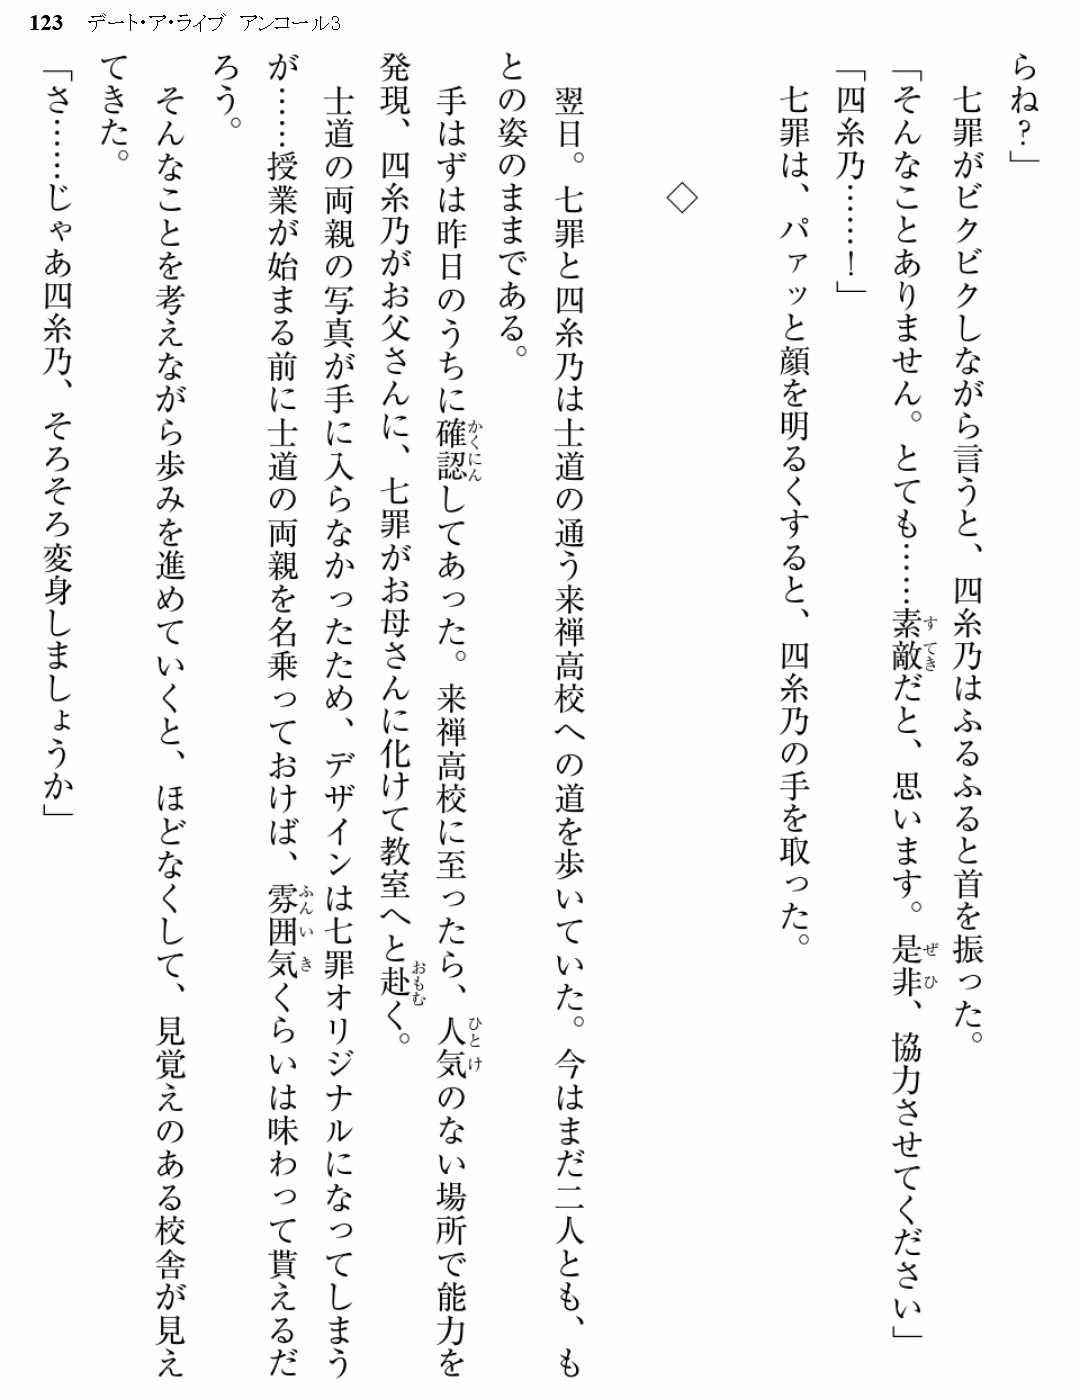 123 デート・ア・ライブ アンコール3
らね?」
七罪がビクビクしながら言うと、四糸乃はふるふると首を振った。
「そんなことありません。とても……素敵だと、思います。是非、協力させてください」
「四糸乃……!」
七罪は、パァッと顔を明るくすると、四糸乃の手を取った。
◇
翌日。七罪と四糸乃は士道の通う来禅高校への道を歩いていた。今はまだ二人とも、も
との姿のままである。
手はずは昨日のうちに確認してあった。来禅高校に至ったら、人気のない場所で能力を
発現、四糸乃がお父さんに、七罪がお母さんに化けて教室へと赴く。
士道の両親の写真が手に入らなかったため、デザインは七罪オリジナルになってしまう
が……授業が始まる前に士道の両親を名乗っておけば、雰囲気くらいは味わって貰えるだ
ろう。
そんなことを考えながら歩みを進めていくと、ほどなくして、見覚えのある校舎が見え
てきた。
「さ……じゃあ四糸乃、そろそろ変身しましょうか」